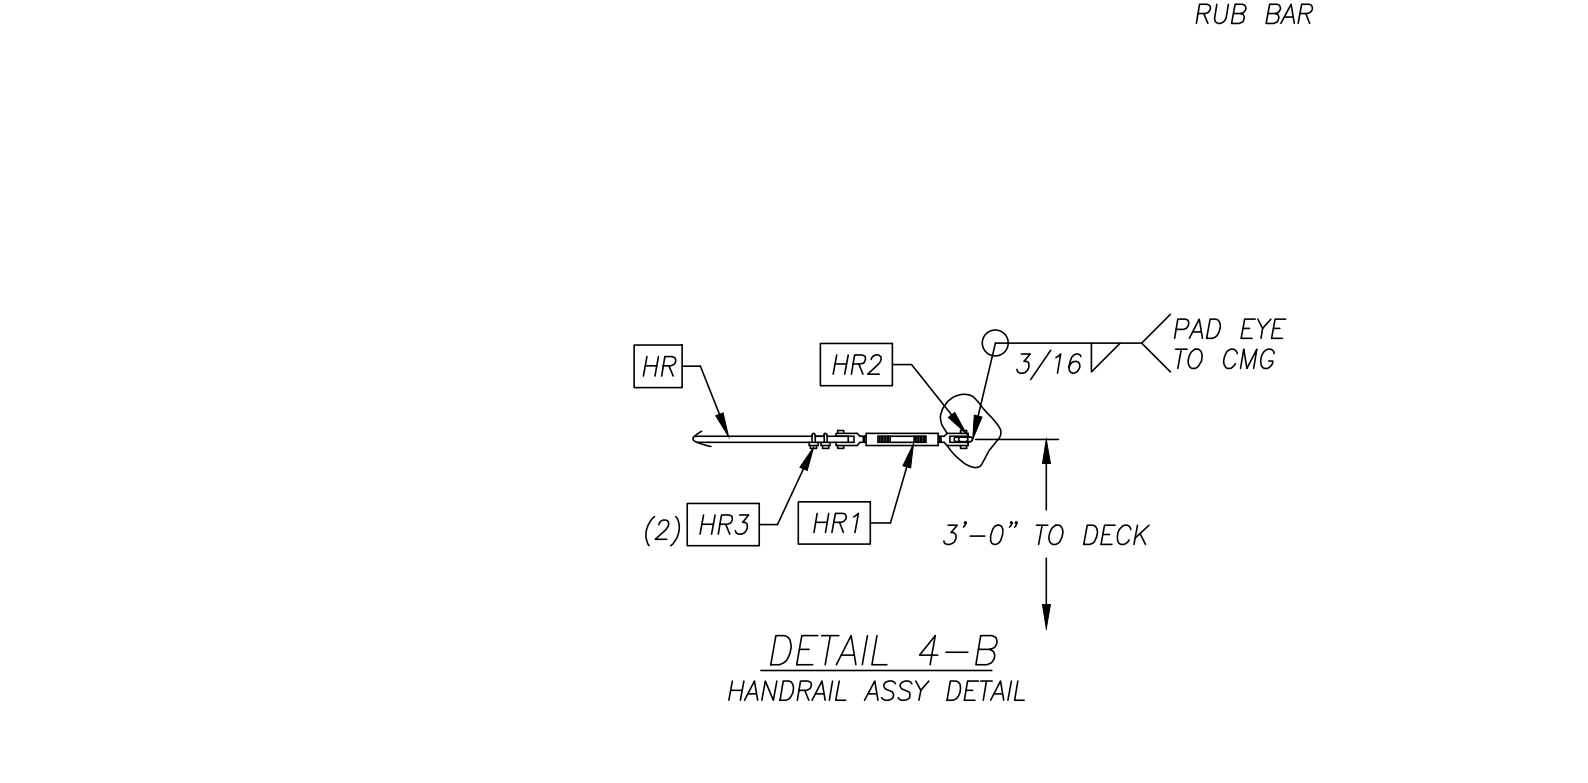 RUB BAR
PAD EYE
TO CMG
3/16
HR
HR2
(2) HR3
HR1
3'-0" TO DECK
DETAIL 4-B
HANDRAIL ASSY DETAIL